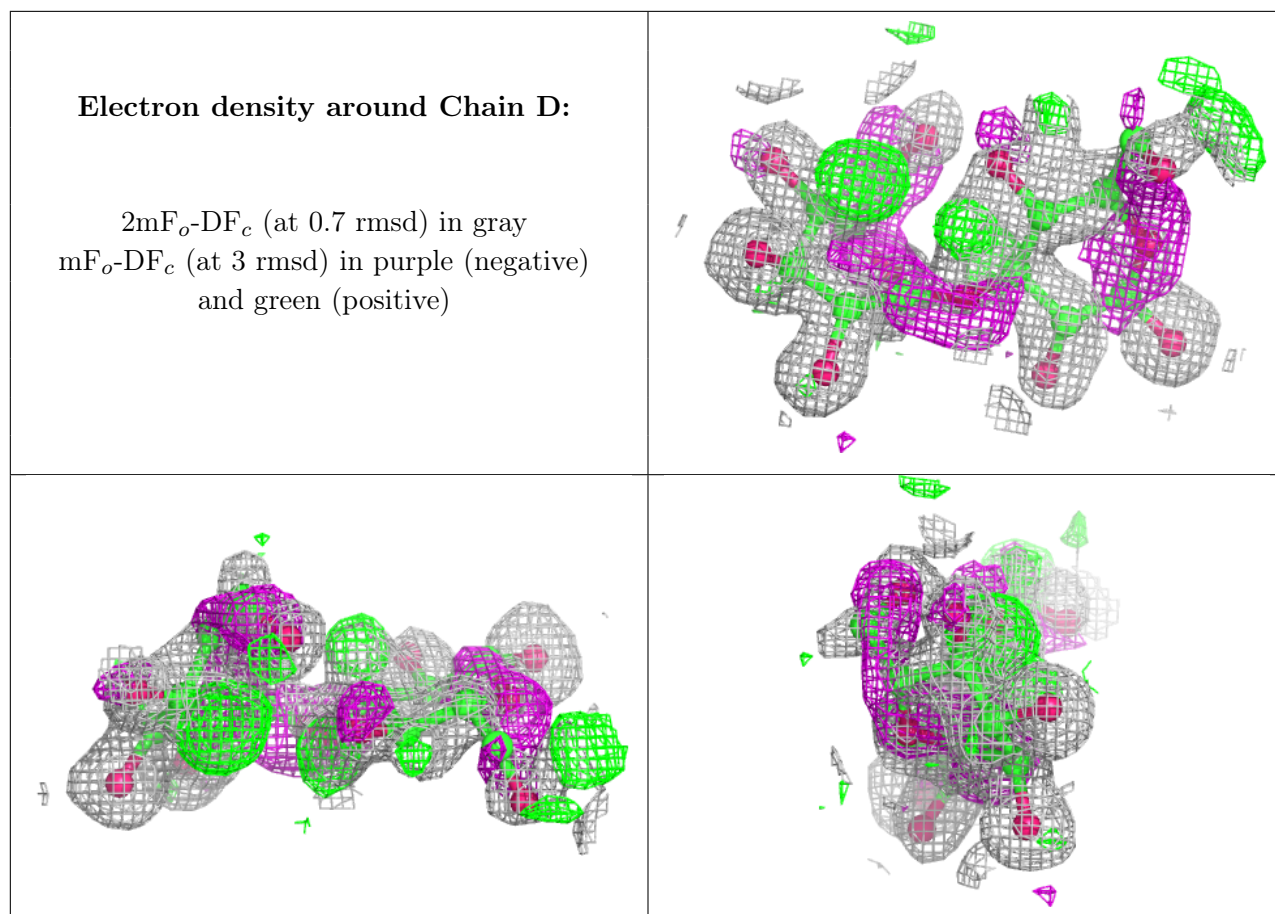 Electron density around Chain D:
2mFₒ-DF𝒸 (at 0.7 rmsd) in gray
mFₒ-DF𝒸 (at 3 rmsd) in purple (negative)
and green (positive)